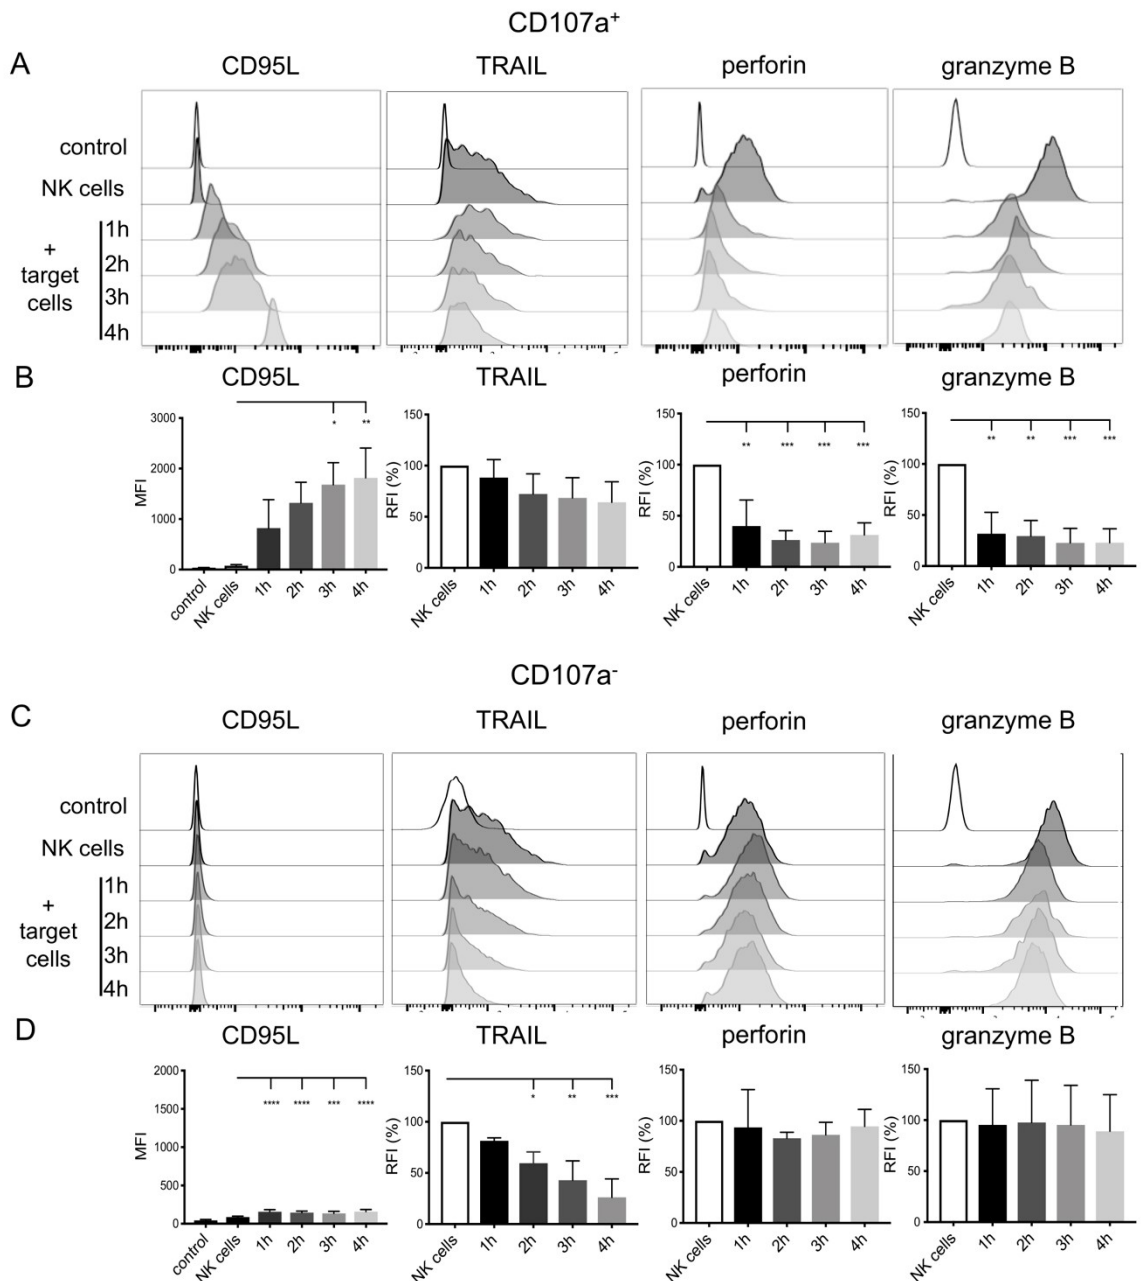 CD107a⁺
A
CD95L TRAIL perforin granzyme B
control
NK cells
1h
+
2h
target
cells
3h
4h
B
CD95L TRAIL perforin granzyme B
3000
2000
1000
0
MFI
* **
control NK cells 1h 2h 3h 4h
150
100
50
0
RFI (%)
NK cells 1h 2h 3h 4h
150
100
50
0
RFI (%)
** *** *** ***
NK cells 1h 2h 3h 4h
150
100
50
0
RFI (%)
** ** *** ***
NK cells 1h 2h 3h 4h
CD107a⁻
C
CD95L TRAIL perforin granzyme B
control
NK cells
1h
+
2h
target
cells
3h
4h
D
CD95L TRAIL perforin granzyme B
2000
1500
1000
500
0
MFI
**** **** *** ****
control NK cells 1h 2h 3h 4h
150
100
50
0
RFI (%)
* ** ***
NK cells 1h 2h 3h 4h
150
100
50
0
RFI (%)
NK cells 1h 2h 3h 4h
150
100
50
0
RFI (%)
NK cells 1h 2h 3h 4h